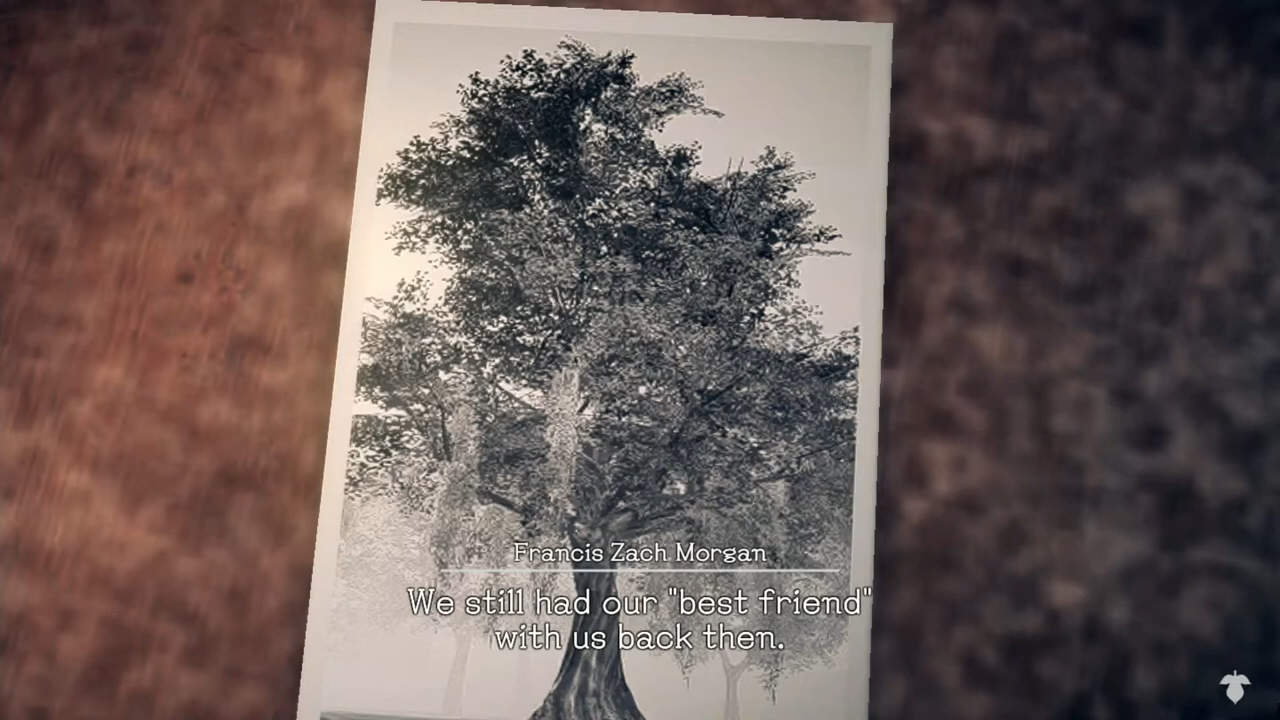 Francis Zach Morgan
We still had our "best friend"
with us back then.